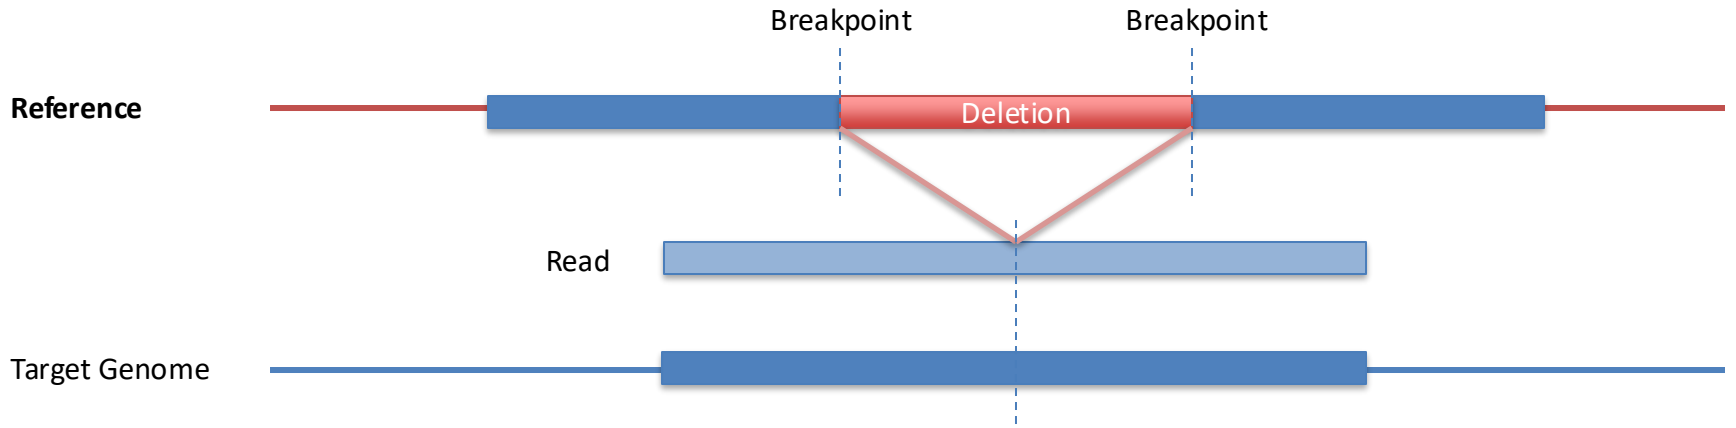 Breakpoint Breakpoint
Reference
Deletion
Read
Target Genome